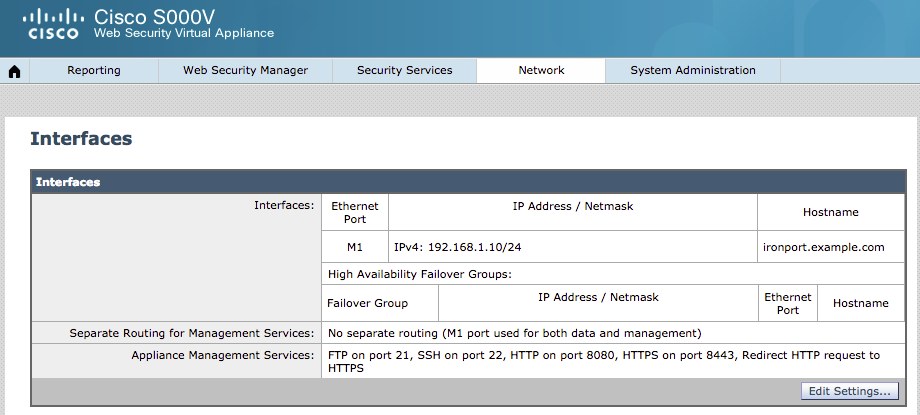 cisco
Cisco S000V
Web Security Virtual Appliance
Reporting
Web Security Manager
Security Services
Network
System Administration
Interfaces
Interfaces
Interfaces:
Ethernet
Port
IP Address / Netmask
Hostname
M1
IPv4: 192.168.1.10/24
ironport.example.com
High Availability Failover Groups:
Failover Group
IP Address / Netmask
Ethernet
Port
Hostname
Separate Routing for Management Services:
No separate routing (M1 port used for both data and management)
Appliance Management Services:
FTP on port 21, SSH on port 22, HTTP on port 8080, HTTPS on port 8443, Redirect HTTP request to
HTTPS
Edit Settings...